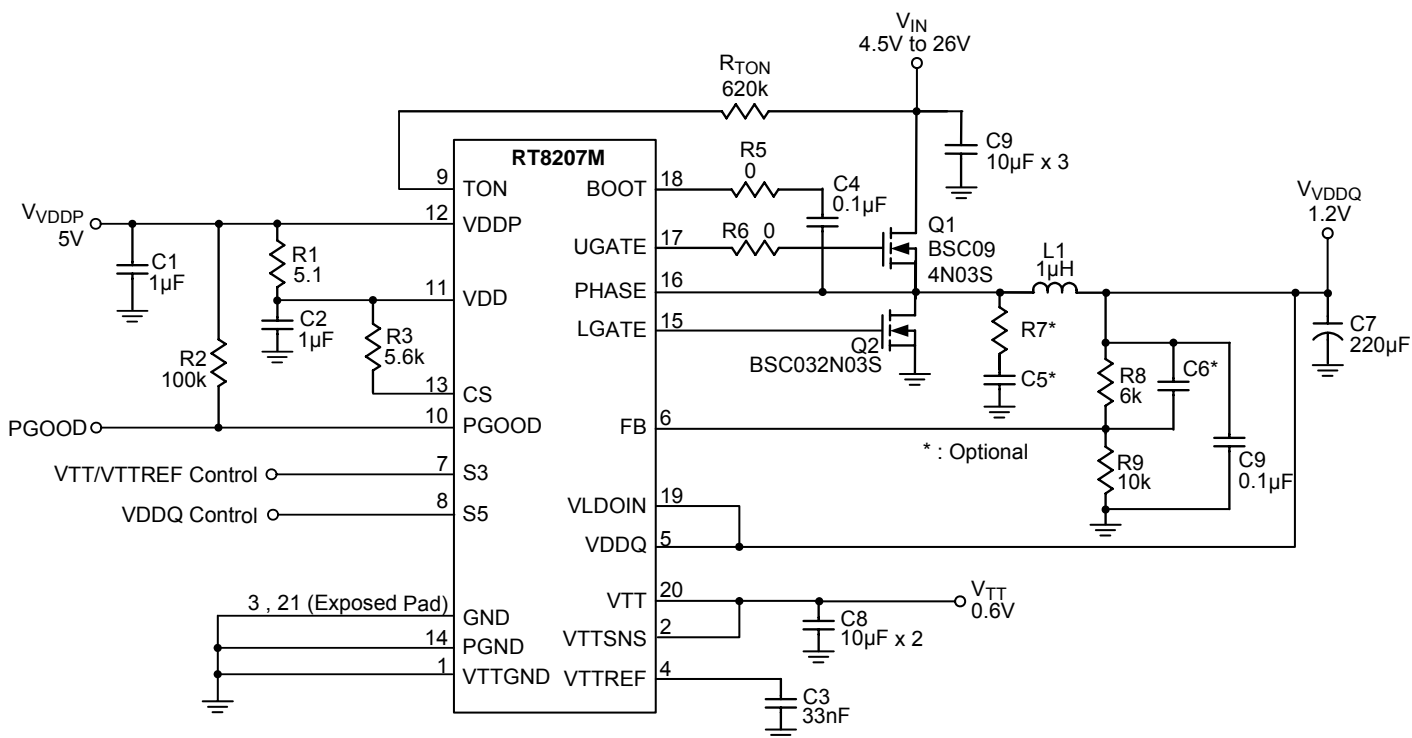 V_IN
4.5V to 26V
R_TON
620k
RT8207M
C9
10µF x 3
R5
0
9
TON
BOOT
18
C4
0.1µF
V_VDDQ
1.2V
V_VDDP
5V
12
VDDP
Q1
BSC09
4N03S
UGATE
17
R6 0
R1
5.1
L1
1µH
C1
1µF
PHASE
16
11
VDD
LGATE
15
R7*
C7
220µF
C2
1µF
R3
5.6k
Q2
BSC032N03S
R2
100k
C5*
R8
6k
C6*
13
CS
PGOOD
10
PGOOD
FB
6
* : Optional
R9
10k
C9
0.1µF
VTT/VTTREF Control
7
S3
VLDOIN
19
VDDQ Control
8
S5
VDDQ
5
3 , 21 (Exposed Pad)
GND
VTT
20
V_TT
0.6V
14
PGND
VTTSNS
2
C8
10µF x 2
1
VTTGND
VTTREF
4
C3
33nF